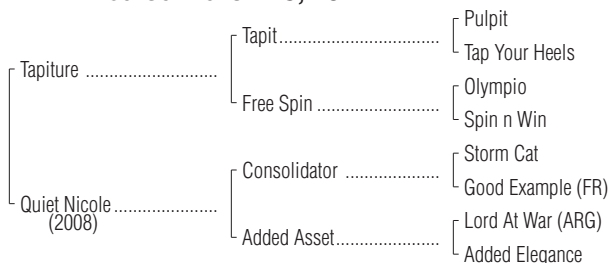 Pulpit
Tapit
Tap Your Heels
Tapiture
Olympio
Free Spin
Spin n Win
Storm Cat
Consolidator
Good Example (FR)
Quiet Nicole
(2008)
Lord At War (ARG)
Added Asset
Added Elegance